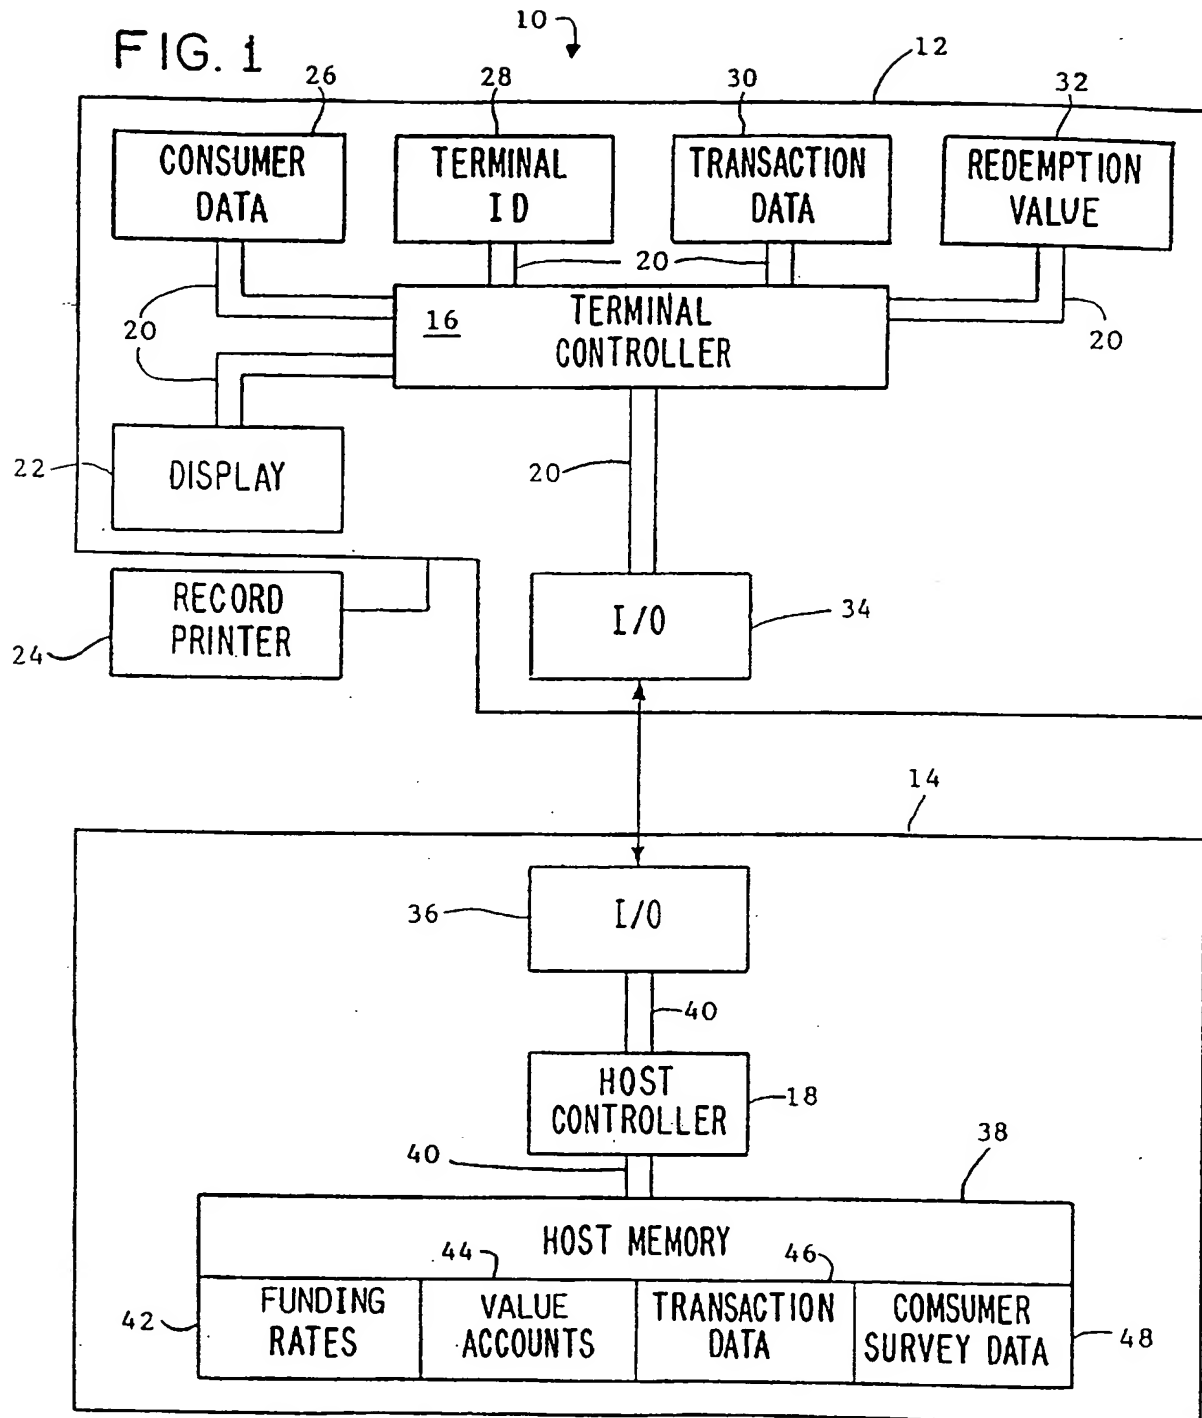 10
FIG. 1
12
26
28
30
32
CONSUMER
DATA
TERMINAL
ID
TRANSACTION
DATA
REDEMPTION
VALUE
20
16
TERMINAL
CONTROLLER
20
20
22
DISPLAY
20
RECORD
PRINTER
24
I/O
34
14
36
I/O
40
HOST
CONTROLLER
18
40
38
HOST MEMORY
44
46
42
FUNDING
RATES
VALUE
ACCOUNTS
TRANSACTION
DATA
COMSUMER
SURVEY DATA
48